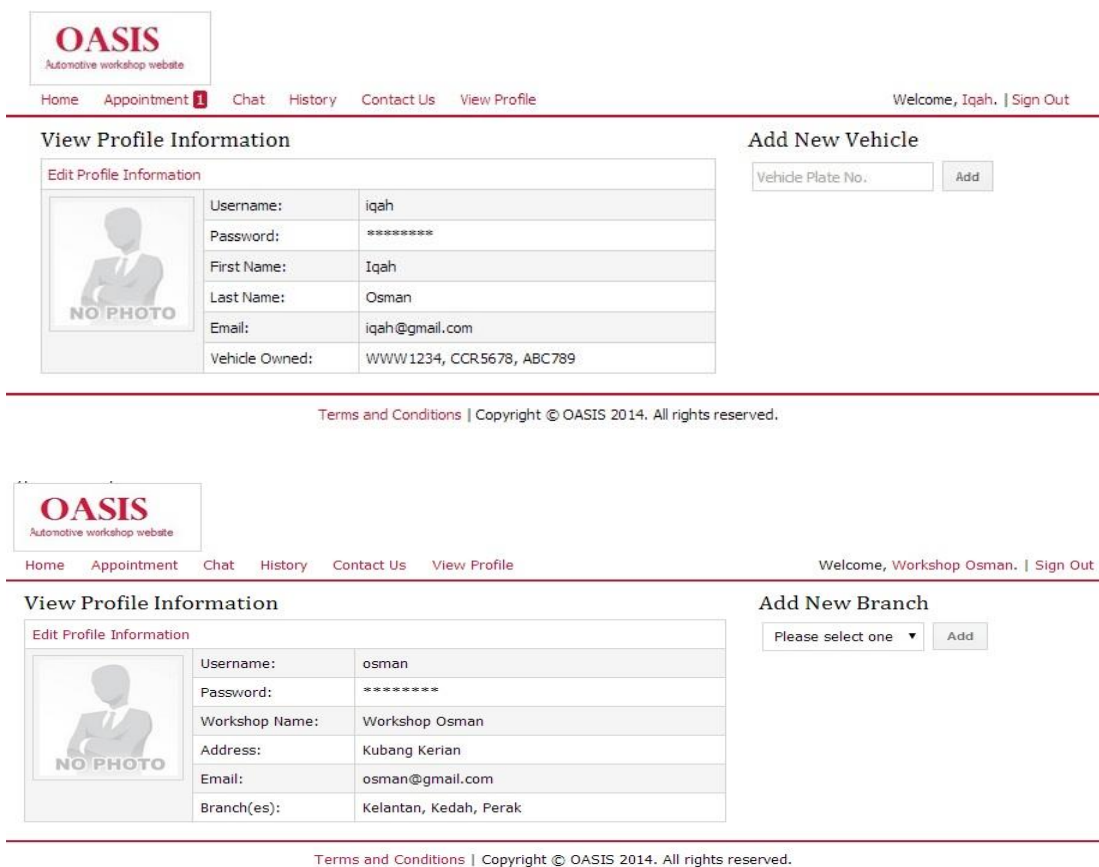 OASIS
Automotive workshop website
Home Appointment 1 Chat History Contact Us View Profile Welcome, Iqah. | Sign Out
View Profile Information Add New Vehicle
Edit Profile Information Vehicle Plate No. Add
NO PHOTO
Username: iqah
Password: ********
First Name: Iqah
Last Name: Osman
Email: iqah@gmail.com
Vehicle Owned: WWW1234, CCR5678, ABC789
Terms and Conditions | Copyright © OASIS 2014. All rights reserved.
OASIS
Automotive workshop website
Home Appointment Chat History Contact Us View Profile Welcome, Workshop Osman. | Sign Out
View Profile Information Add New Branch
Edit Profile Information Please select one Add
NO PHOTO
Username: osman
Password: ********
Workshop Name: Workshop Osman
Address: Kubang Kerian
Email: osman@gmail.com
Branch(es): Kelantan, Kedah, Perak
Terms and Conditions | Copyright © OASIS 2014. All rights reserved.